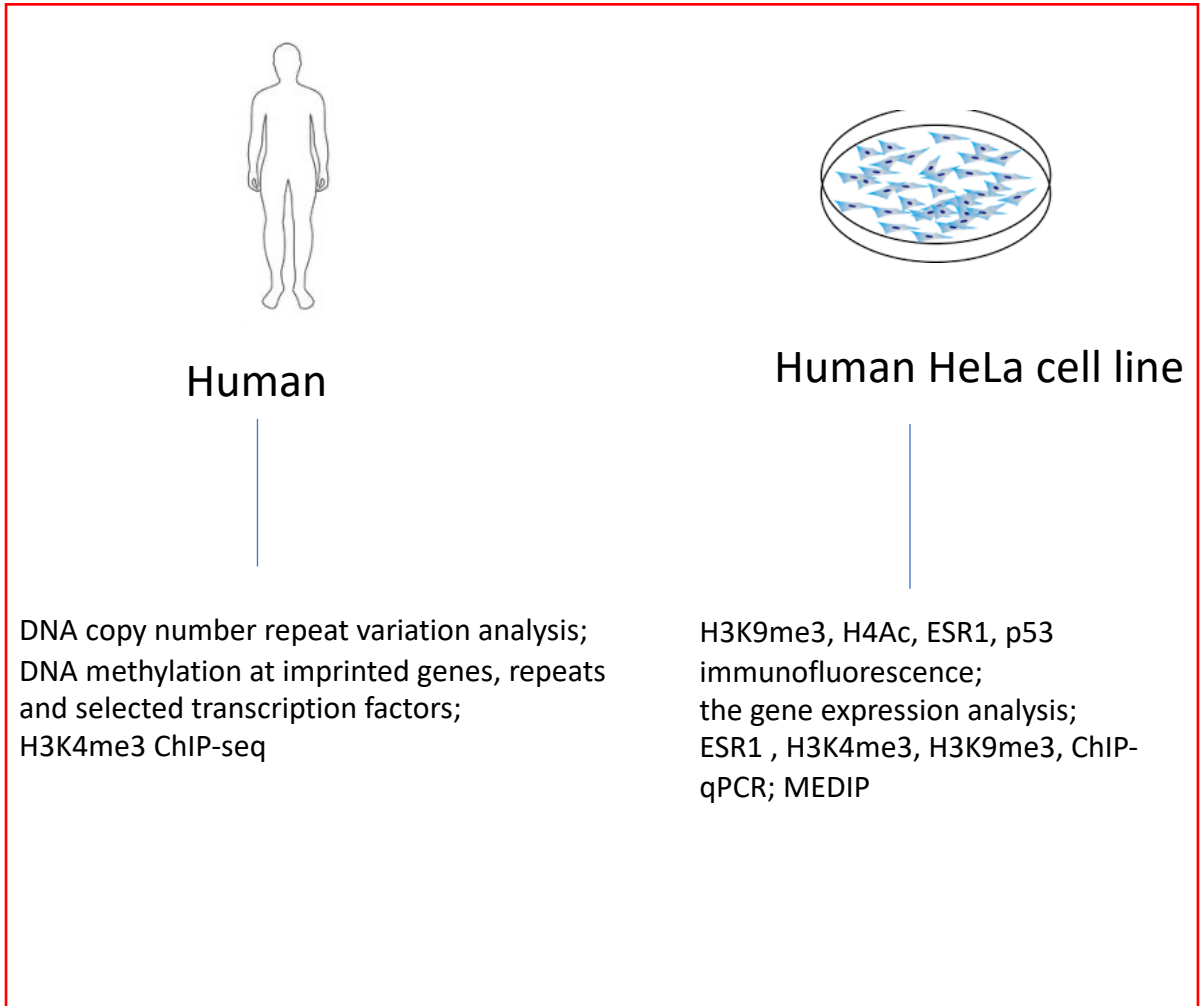 Human
Human HeLa cell line
DNA copy number repeat variation analysis;
DNA methylation at imprinted genes, repeats
and selected transcription factors;
H3K4me3 ChIP-seq
H3K9me3, H4Ac, ESR1, p53
immunofluorescence;
the gene expression analysis;
ESR1 , H3K4me3, H3K9me3, ChIP-
qPCR; MEDIP